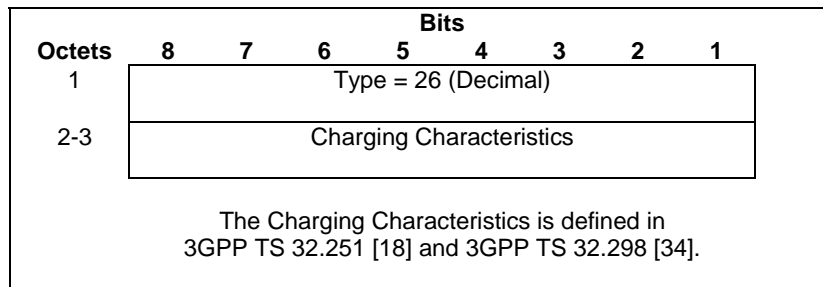 Bits
Octets 8 7 6 5 4 3 2 1
1 Type = 26 (Decimal)
2-3 Charging Characteristics
The Charging Characteristics is defined in
3GPP TS 32.251 [18] and 3GPP TS 32.298 [34].